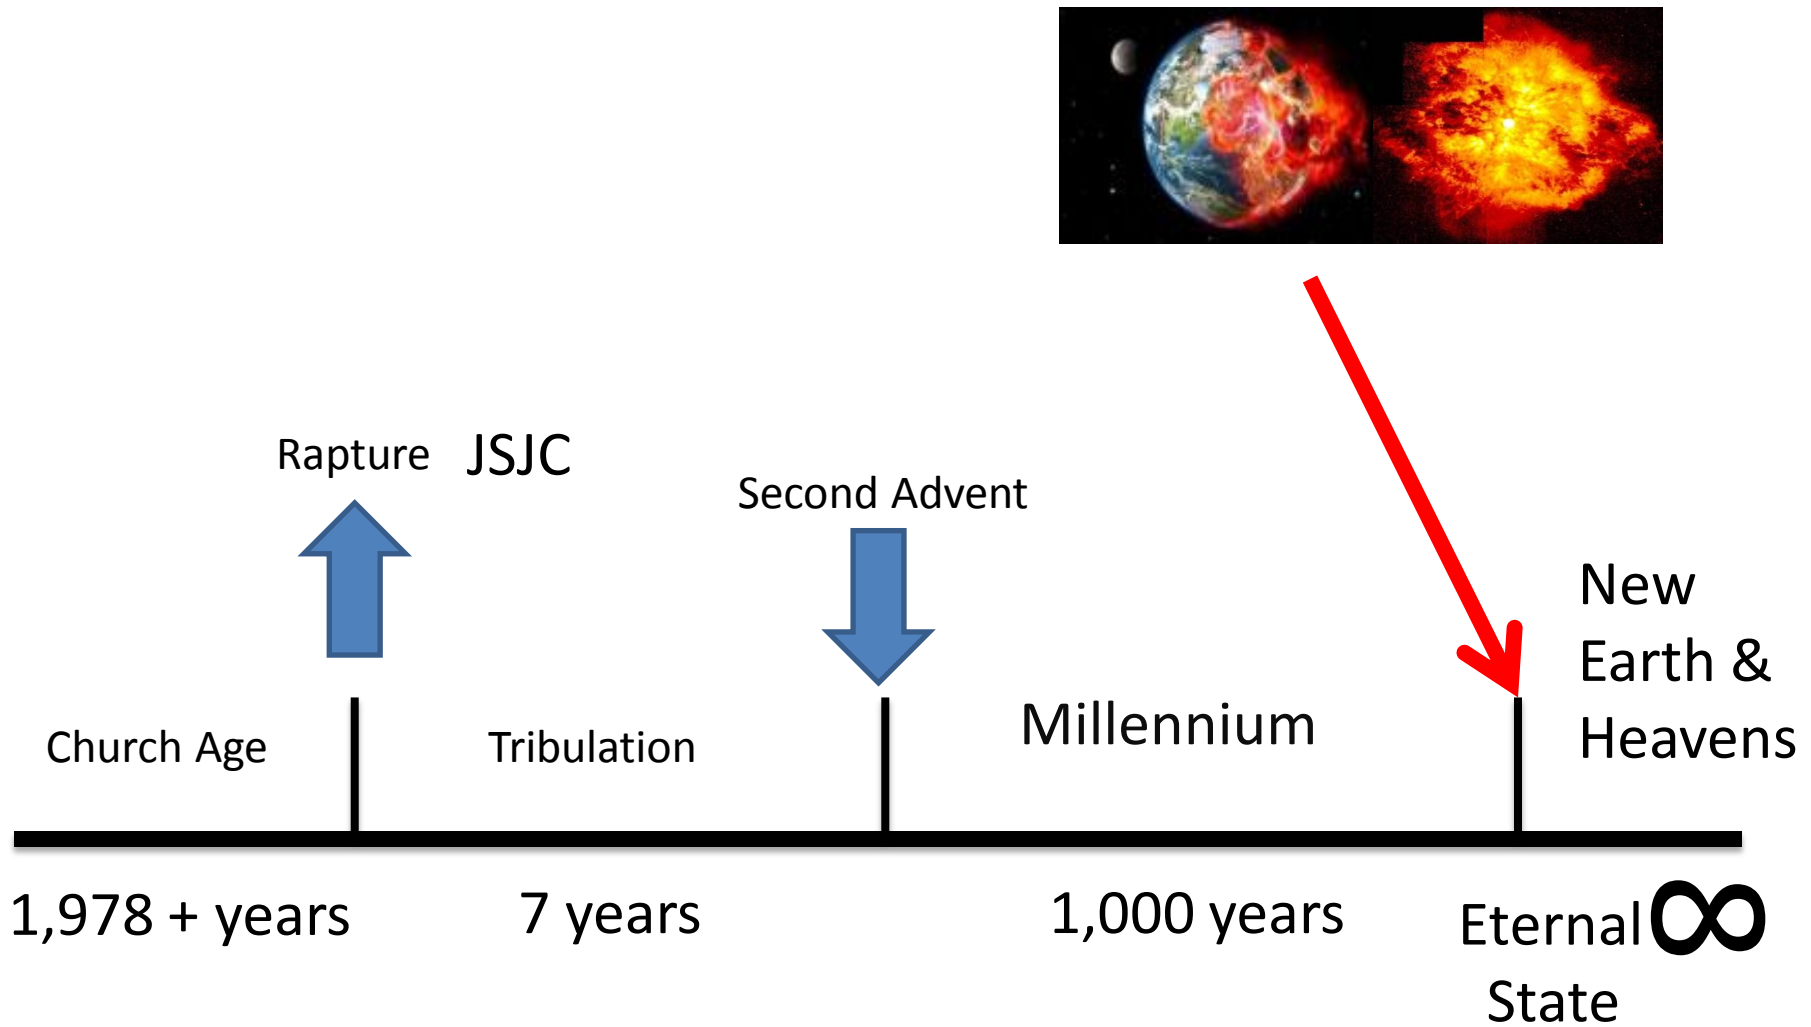 Rapture JSJC
Second Advent
New
Earth &
Heavens
Church Age
Tribulation
Millennium
1,978 + years
7 years
1,000 years
Eternal ∞
State